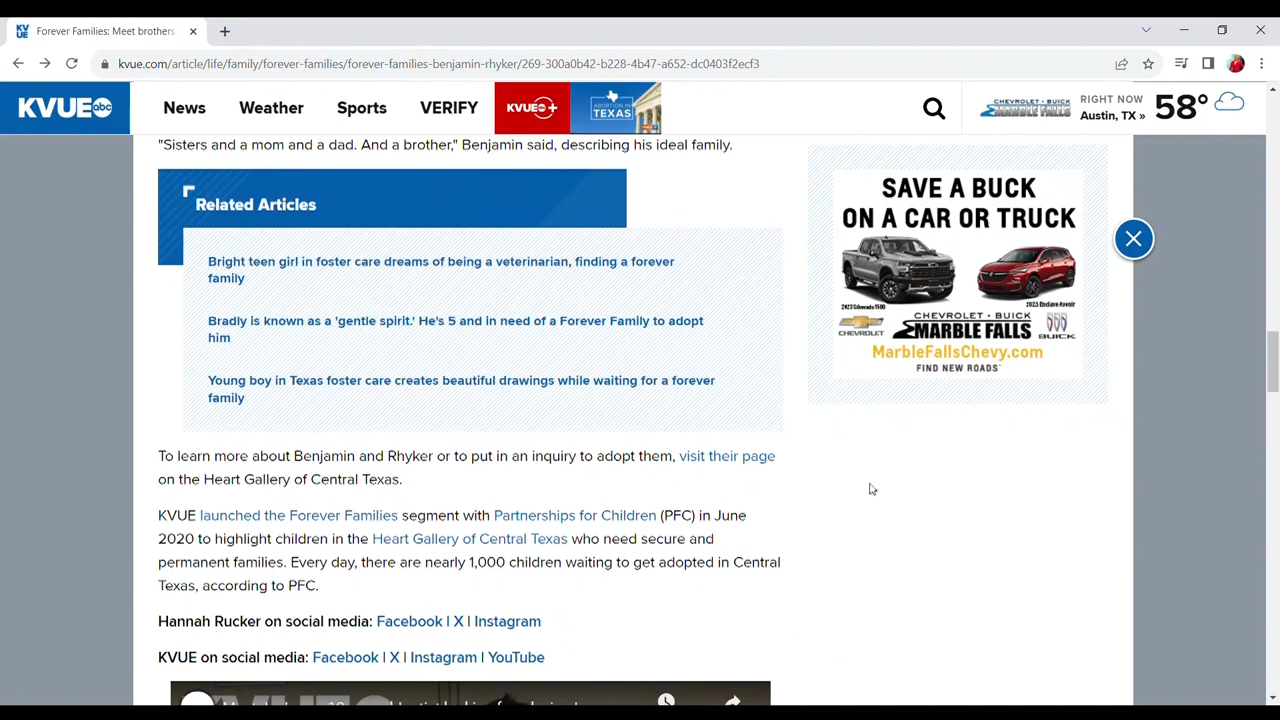 Forever Families: Meet brothers
kvue.com/article/life/family/forever-families/forever-families-benjamin-rhyker/269-300a0b42-b228-4b47-a652-dc0403f2ecf3
KVUE abc
News
Weather
Sports
VERIFY
KVUE+
ABORTION IN
TEXAS
CHEVROLET • BUICK
MARBLE FALLS
RIGHT NOW
Austin, TX »
58°
"Sisters and a mom and a dad. And a brother," Benjamin said, describing his ideal family.
Related Articles
Bright teen girl in foster care dreams of being a veterinarian, finding a forever
family
Bradly is known as a 'gentle spirit.' He's 5 and in need of a Forever Family to adopt
him
Young boy in Texas foster care creates beautiful drawings while waiting for a forever
family
SAVE A BUCK
ON A CAR OR TRUCK
2023 Silverado 1500
2023 Enclave Avenir
CHEVROLET • BUICK
MARBLE FALLS
CHEVROLET
BUICK
MarbleFallsChevy.com
FIND NEW ROADS
To learn more about Benjamin and Rhyker or to put in an inquiry to adopt them, visit their page
on the Heart Gallery of Central Texas.
KVUE launched the Forever Families segment with Partnerships for Children (PFC) in June
2020 to highlight children in the Heart Gallery of Central Texas who need secure and
permanent families. Every day, there are nearly 1,000 children waiting to get adopted in Central
Texas, according to PFC.
Hannah Rucker on social media: Facebook | X | Instagram
KVUE on social media: Facebook | X | Instagram | YouTube